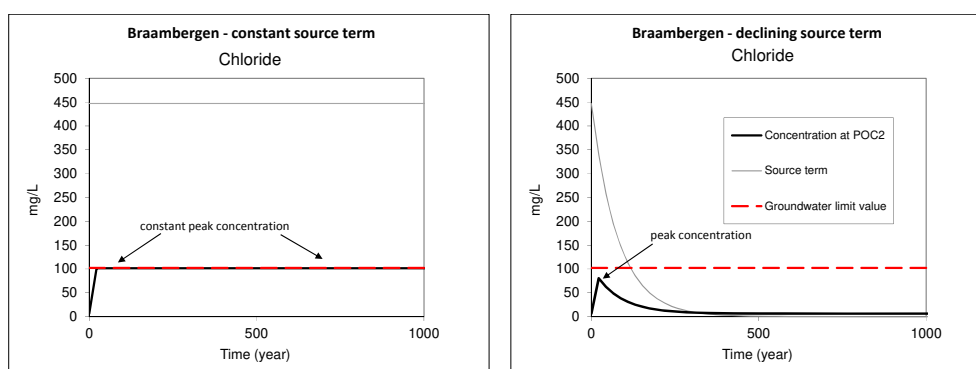 Braambergen - constant source term
Chloride
500
450
400
350
300
250
200
150
100
50
0
mg/L
constant peak concentration
0
500
1000
Time (year)
Braambergen - declining source term
Chloride
500
450
400
350
300
250
200
150
100
50
0
mg/L
Concentration at POC2
Source term
Groundwater limit value
peak concentration
0
500
1000
Time (year)